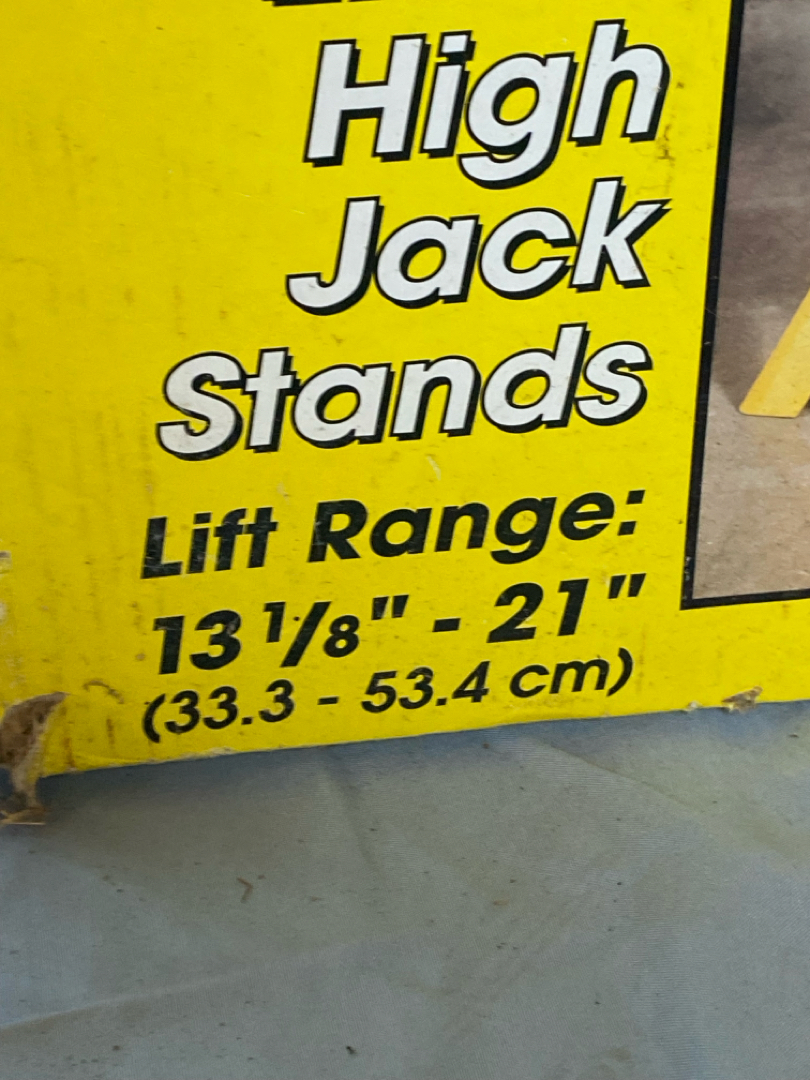 High
Jack
Stands
Lift Range:
13 1/8" - 21"
(33.3 - 53.4 cm)